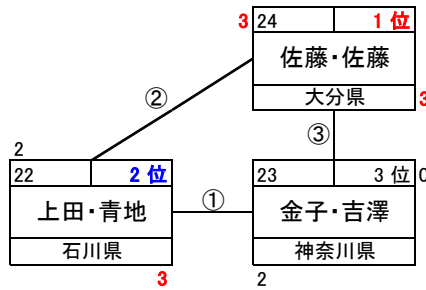 3 24 1 位
佐藤・佐藤
大分県 3
②
③
2
22 2 位
上田・青地
石川県
3
①
23 3 位 0
金子・吉澤
神奈川県
2